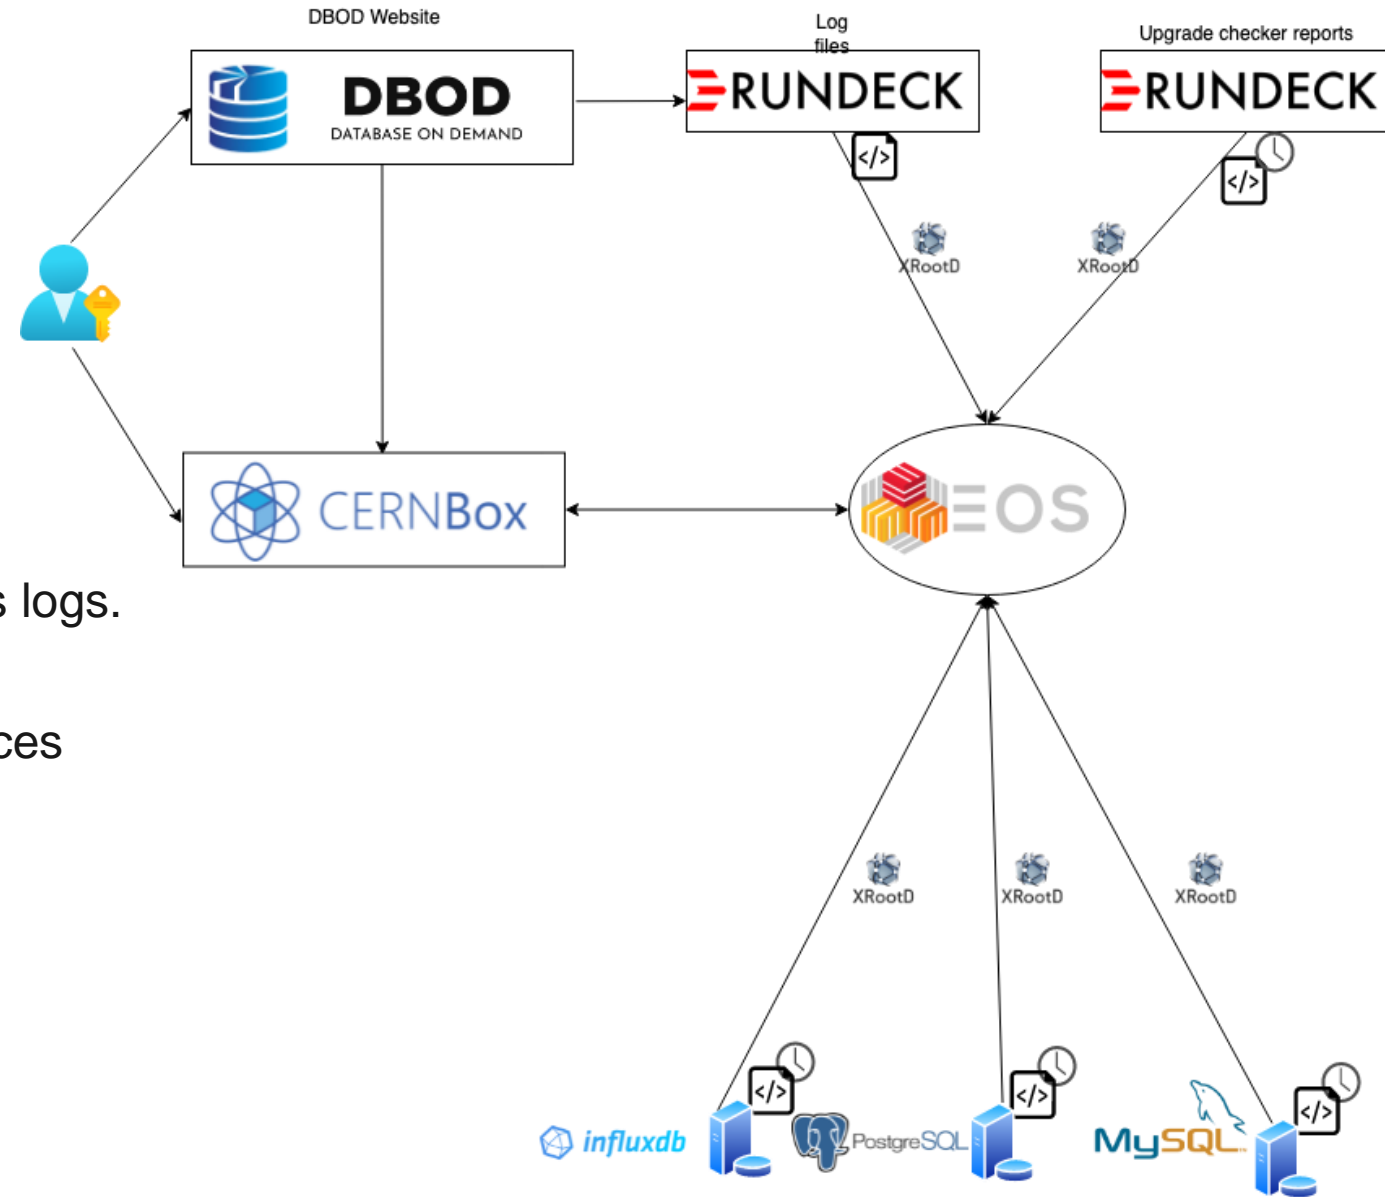 DBOD Website
Log
files
Upgrade checker reports
DBOD
DATABASE ON DEMAND
RUNDECK
RUNDECK
</>
</>
XRootD
XRootD
CERNBox
EOS
s logs.
ces
XRootD
XRootD
XRootD
</>
</>
</>
influxdb
PostgreSQL
MySQL